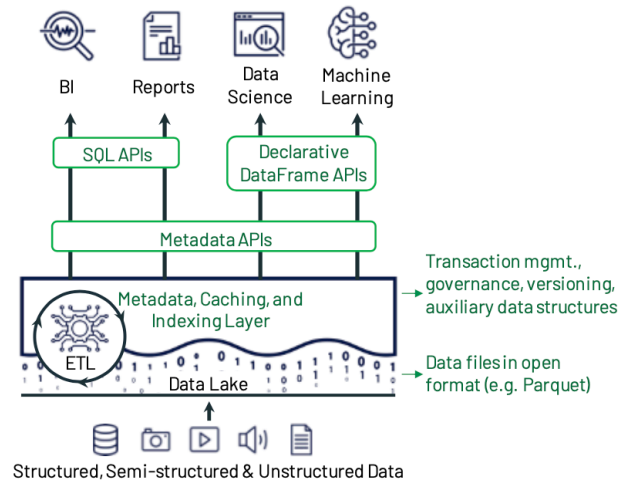 BI
Reports
Data
Science
Machine
Learning
SQL APIs
Declarative
DataFrame APIs
Metadata APIs
Metadata, Caching, and
Indexing Layer
ETL
Data Lake
Transaction mgmt.,
governance, versioning,
auxiliary data structures
Data files in open
format (e.g. Parquet)
Structured, Semi-structured & Unstructured Data